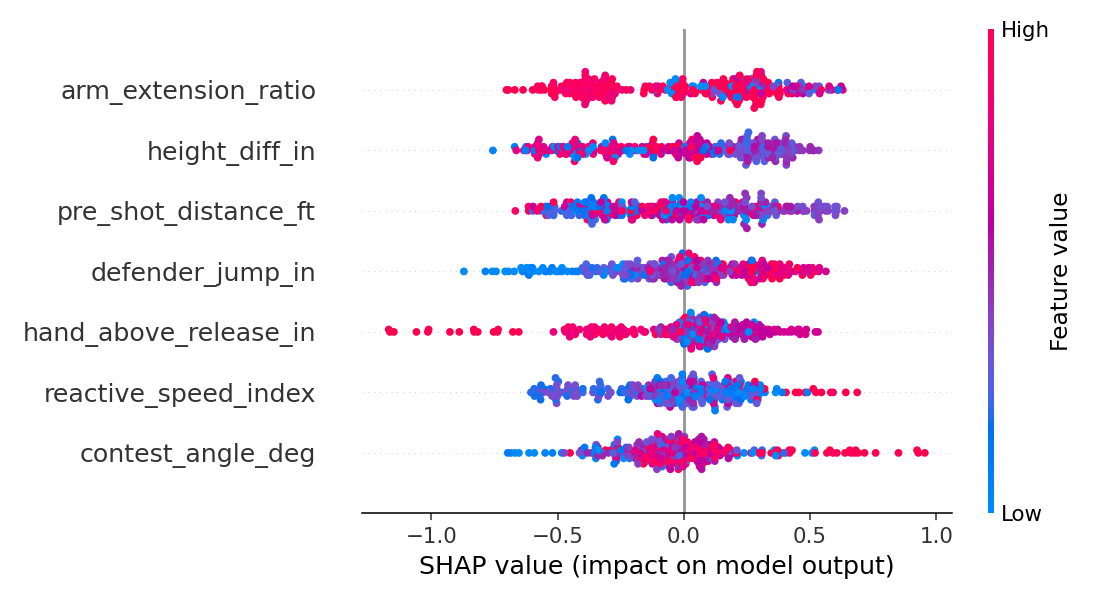 High
arm_extension_ratio
height_diff_in
pre_shot_distance_ft
defender_jump_in
hand_above_release_in
reactive_speed_index
contest_angle_deg
Feature value
Low
−1.0 −0.5 0.0 0.5 1.0
SHAP value (impact on model output)